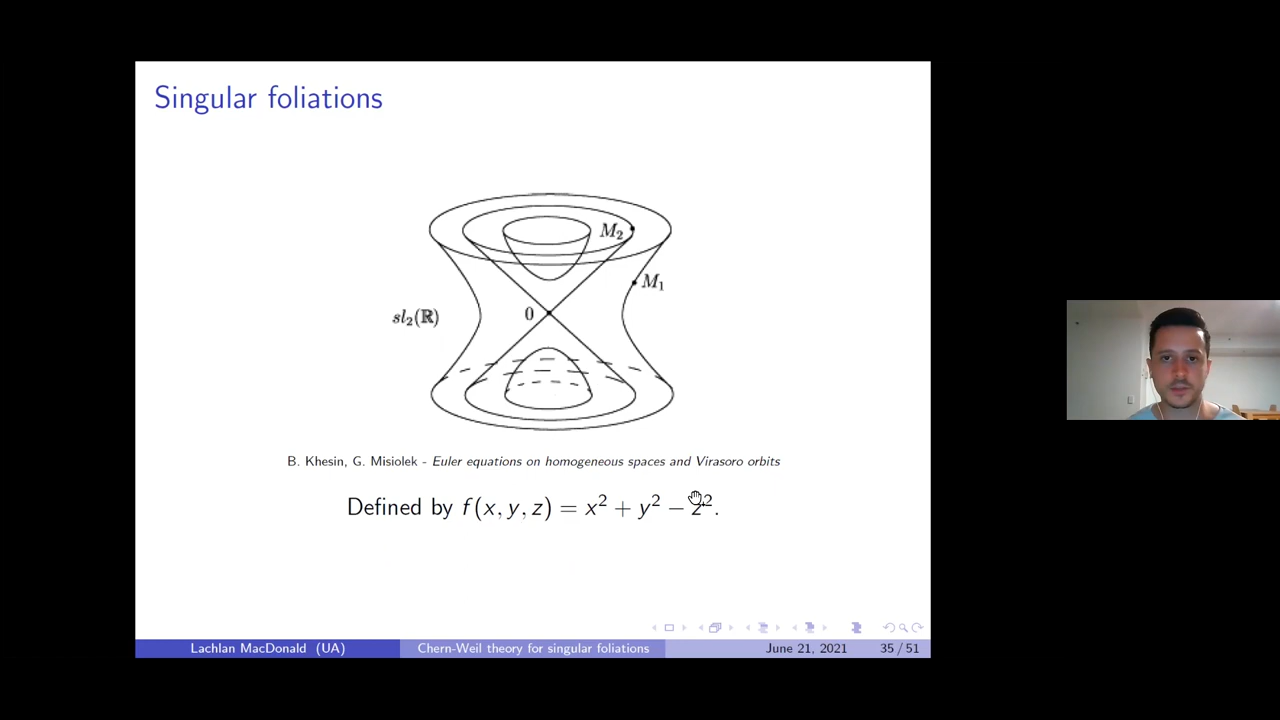 Singular foliations
M₂
M₁
0
sl₂(ℝ)
B. Khesin, G. Misiolek - Euler equations on homogeneous spaces and Virasoro orbits
Defined by f(x, y, z) = x² + y² − z².
Lachlan MacDonald (UA) Chern-Weil theory for singular foliations June 21, 2021 35 / 51